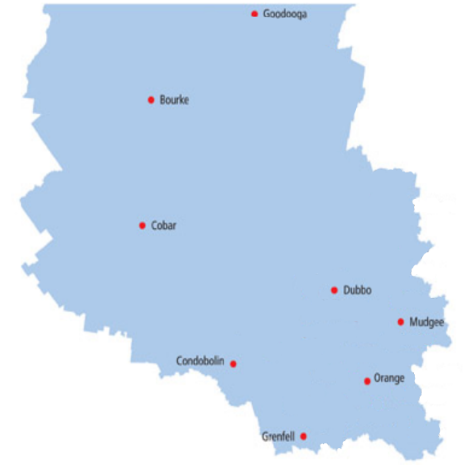 Goodooga
Bourke
Cobar
Dubbo
Mudgee
Condobolin
Orange
Grenfell